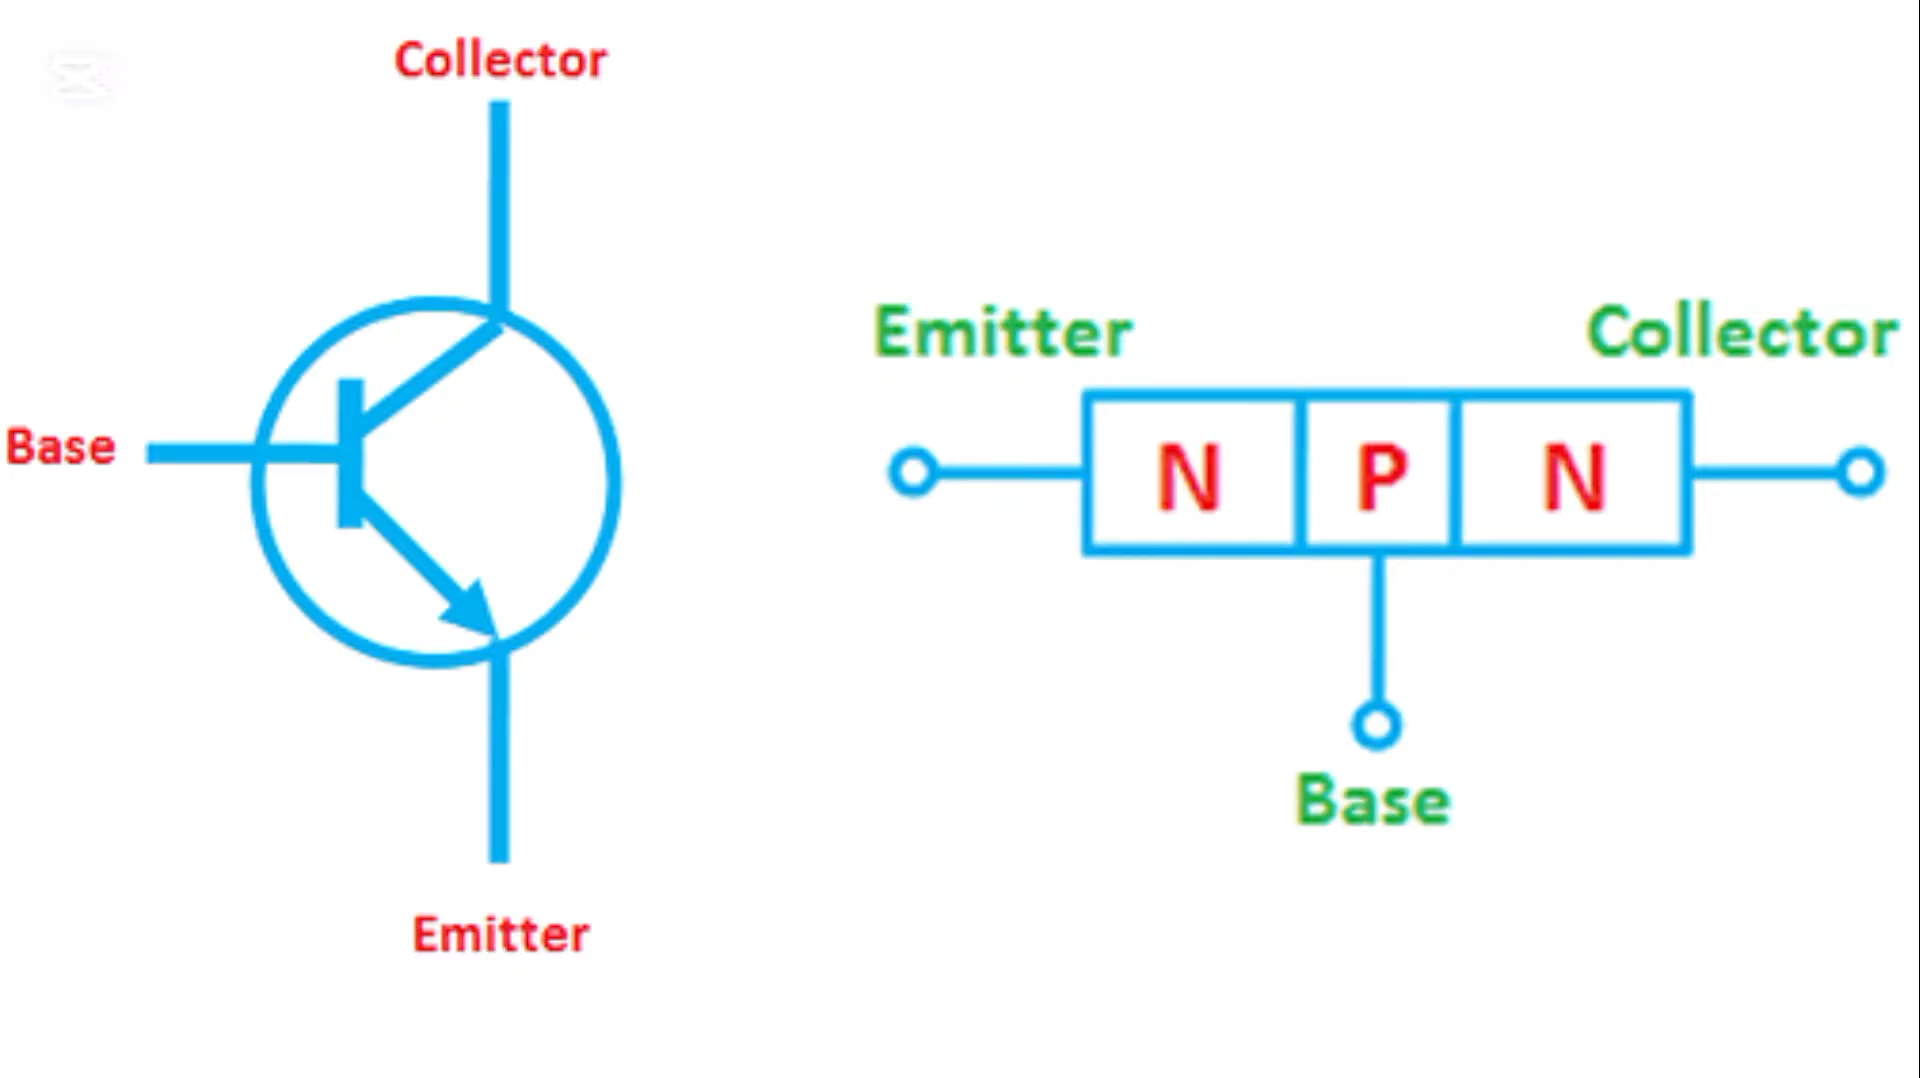 Collector
Base
Emitter
Emitter
Collector
N P N
Base